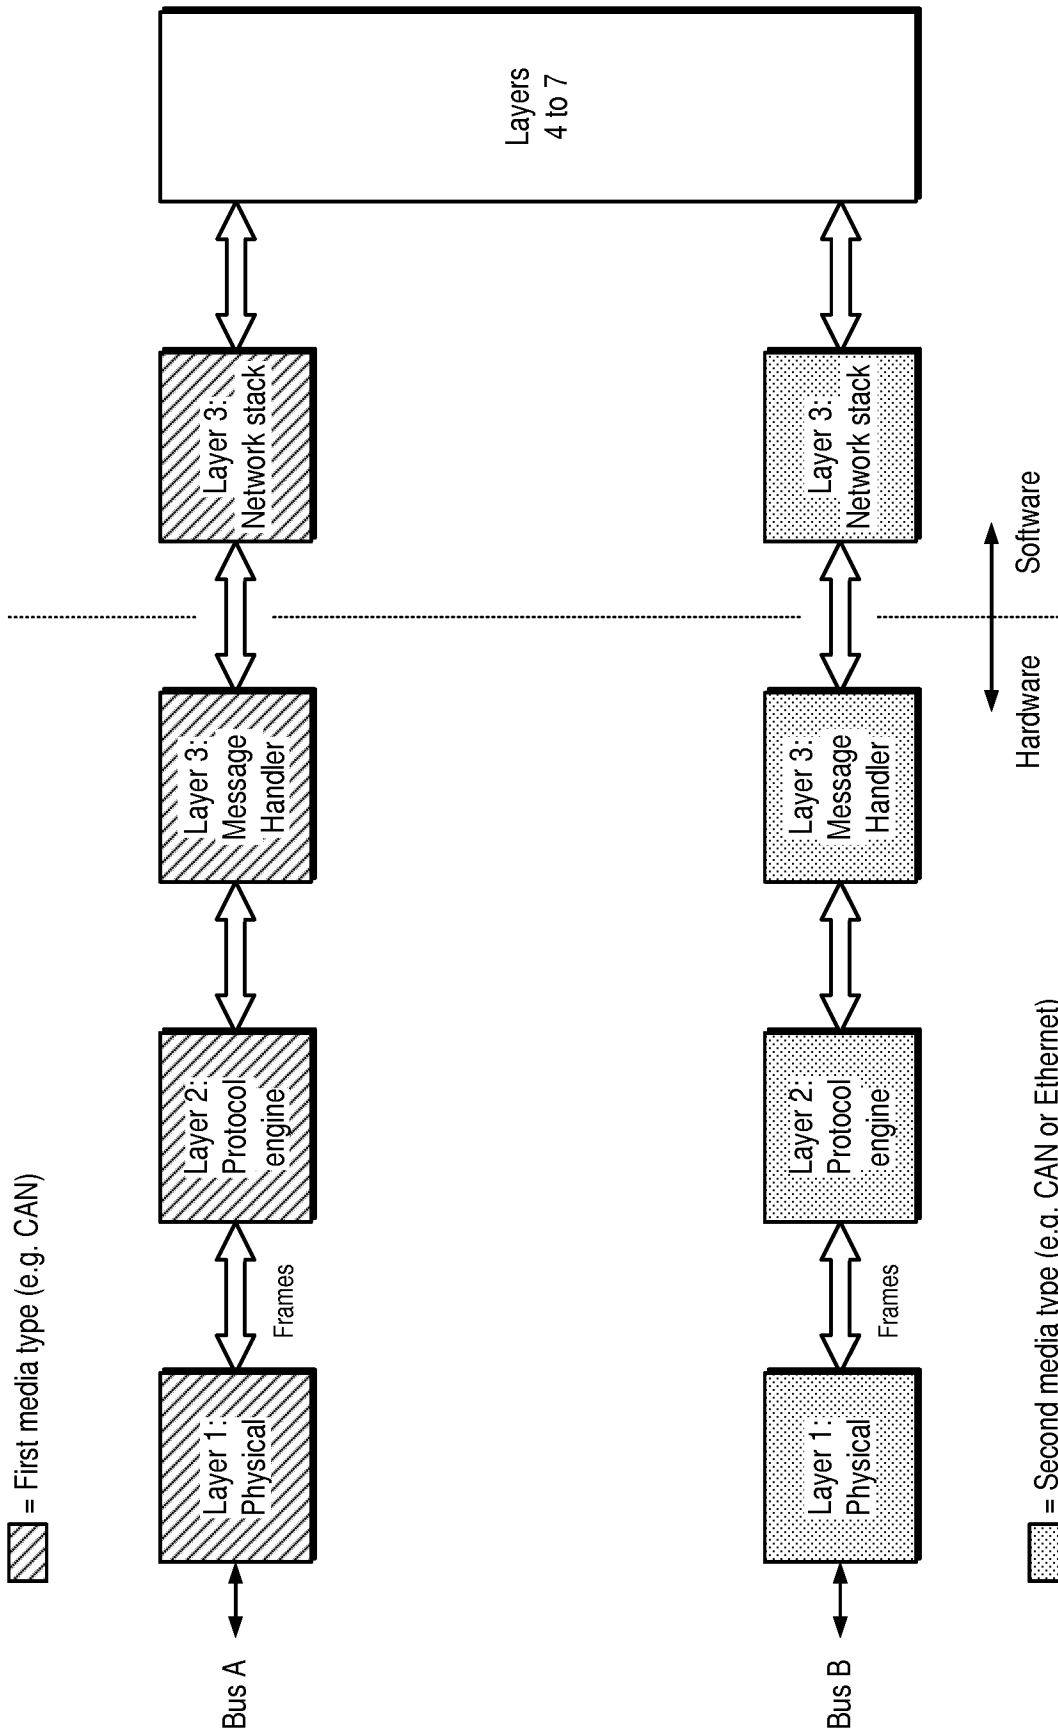 = First media type (e.g. CAN)
Bus A
Layer 1:
Physical
Frames
Layer 2:
Protocol
engine
Layer 3:
Message
Handler
Layer 3:
Network stack
Layers
4 to 7
Bus B
Layer 1:
Physical
Frames
Layer 2:
Protocol
engine
Layer 3:
Message
Handler
Layer 3:
Network stack
Hardware
Software
= Second media type (e.g. CAN or Ethernet)